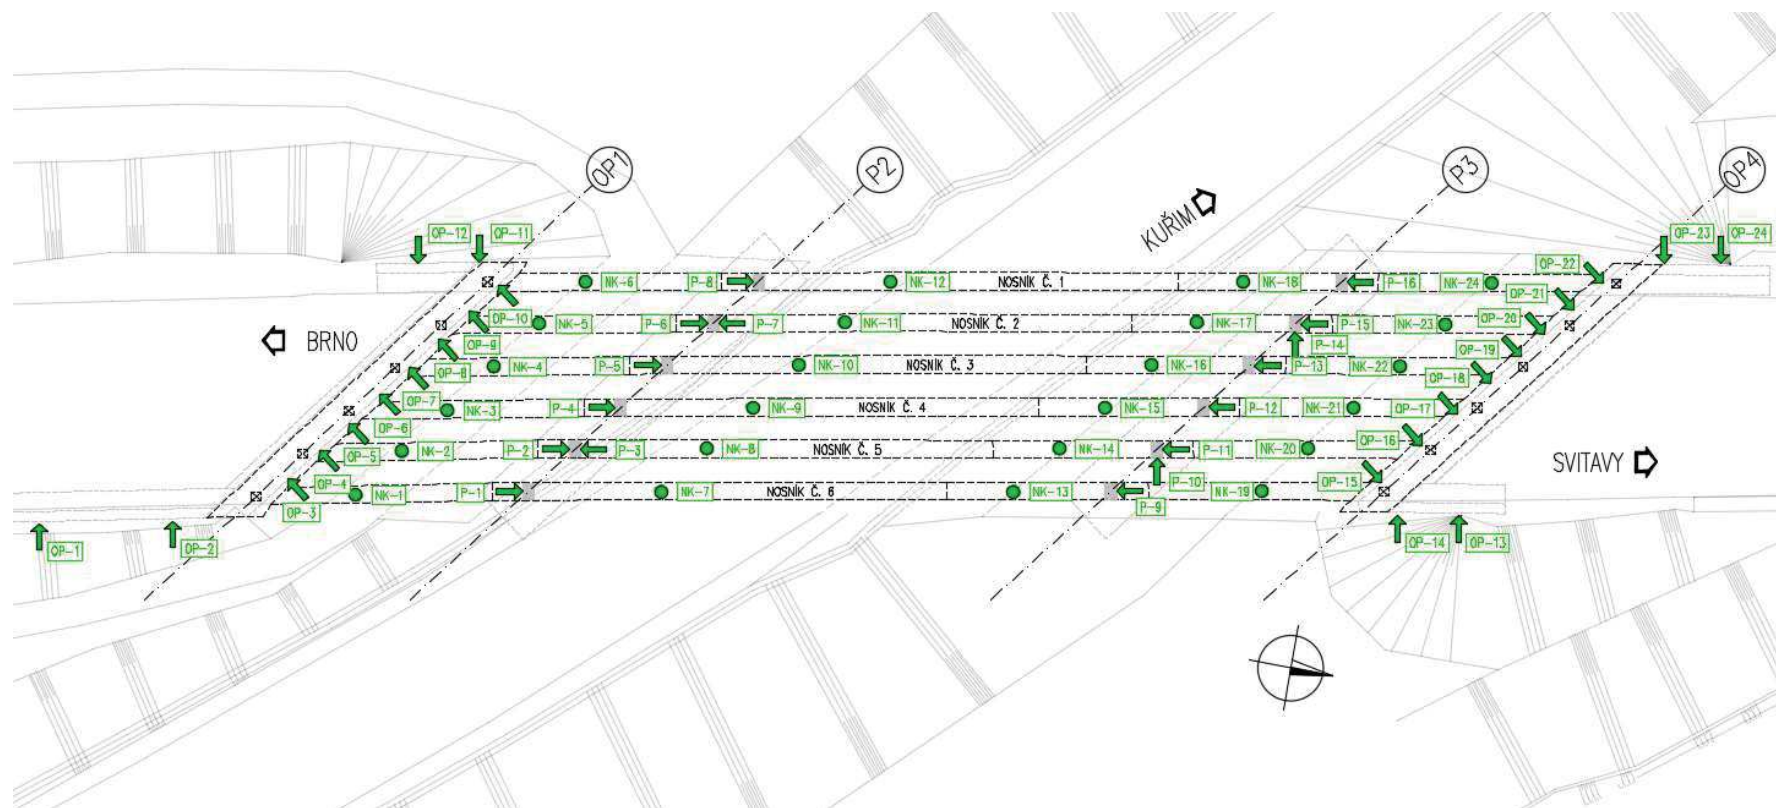 OP1
P2
P3
OP4
KUŘIM
OP-12
OP-11
OP-23
OP-24
OP-22
NK-6
P-8
NK-12
NOSNÍK Č. 1
NK-18
P-16
NK-24
OP-21
OP-10
NK-5
P-6
P-7
NK-11
NOSNÍK Č. 2
NK-17
P-15
NK-23
OP-20
BRNO
OP-9
P-14
OP-19
OP-8
NK-4
P-5
NK-10
NOSNÍK Č. 3
NK-16
P-13
NK-22
OP-18
OP-7
NK-3
P-4
NK-9
NOSNÍK Č. 4
NK-15
P-12
NK-21
OP-17
OP-6
OP-16
OP-5
NK-2
P-2
P-3
NK-8
NOSNÍK Č. 5
NK-14
P-11
NK-20
SVITAVY
OP-4
NK-1
P-1
NK-7
NOSNÍK Č. 6
NK-13
P-10
NK-19
OP-15
OP-3
P-9
OP-1
OP-2
OP-14
OP-13